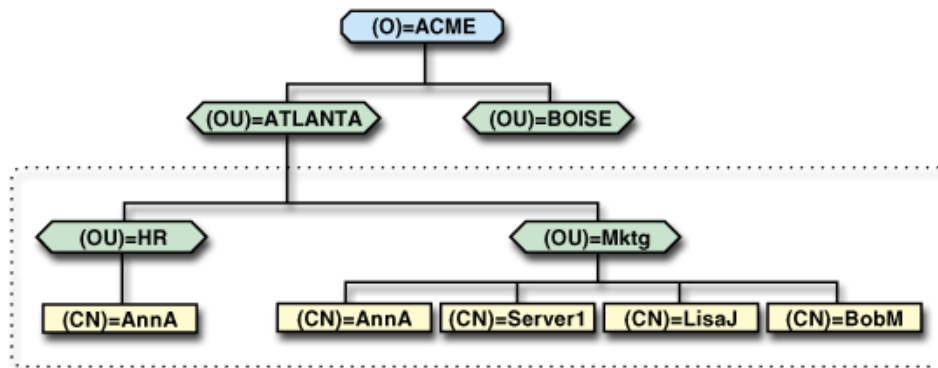 (O)=ACME
(OU)=ATLANTA
(OU)=BOISE
(OU)=HR
(OU)=Mktg
(CN)=AnnA
(CN)=AnnA
(CN)=Server1
(CN)=LisaJ
(CN)=BobM